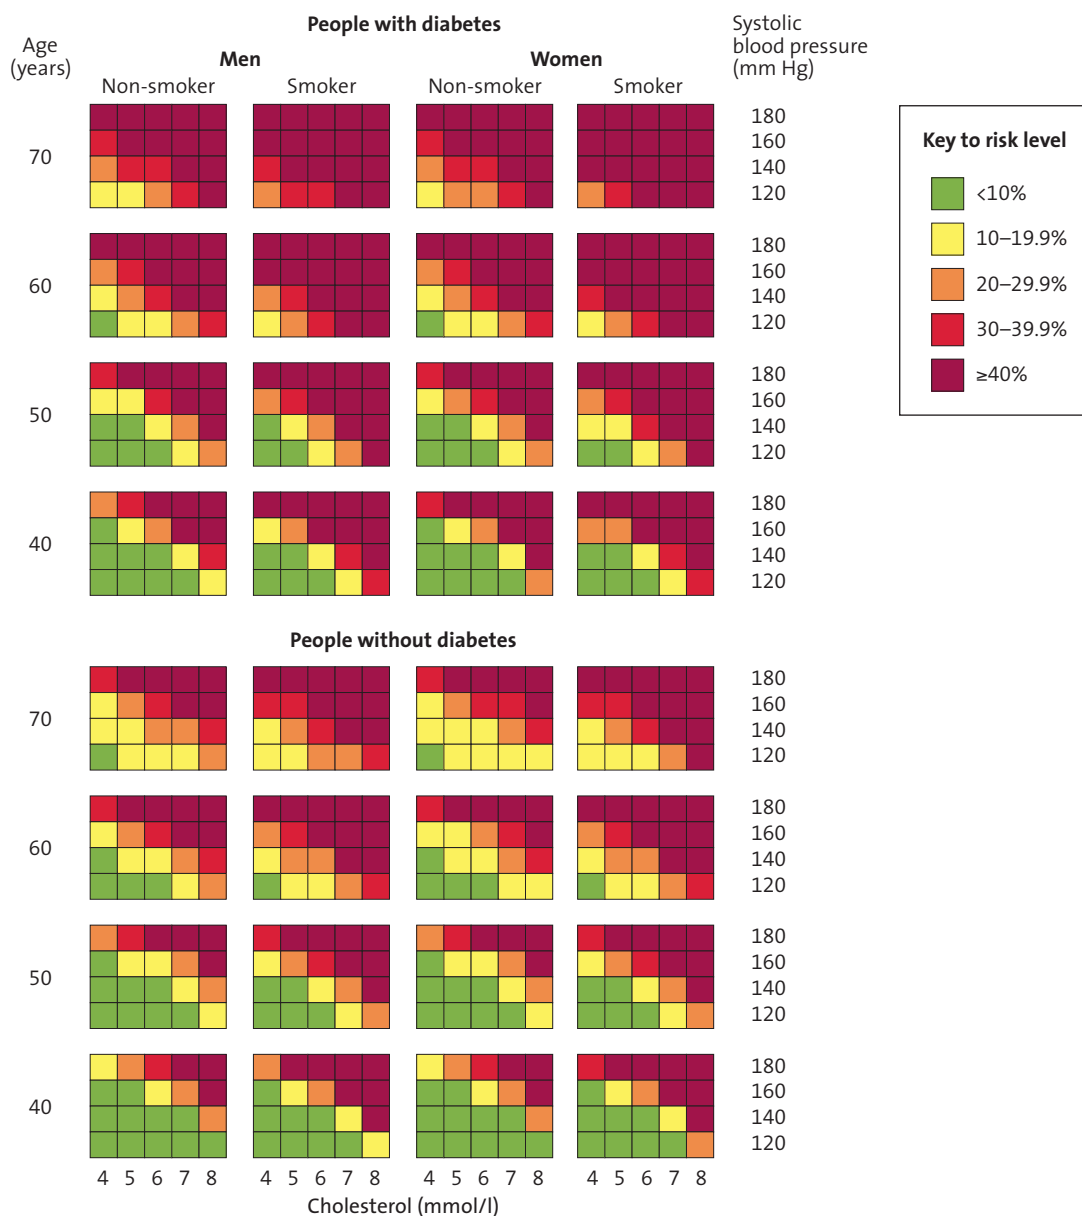 People with diabetes
Age
(years)
Systolic
blood pressure
(mm Hg)
Men
Women
Non-smoker
Smoker
Non-smoker
Smoker
70
180
160
140
120
60
180
160
140
120
50
180
160
140
120
40
180
160
140
120
Key to risk level
<10%
10–19.9%
20–29.9%
30–39.9%
≥40%
People without diabetes
70
180
160
140
120
60
180
160
140
120
50
180
160
140
120
40
180
160
140
120
4 5 6 7 8 4 5 6 7 8 4 5 6 7 8 4 5 6 7 8
Cholesterol (mmol/l)